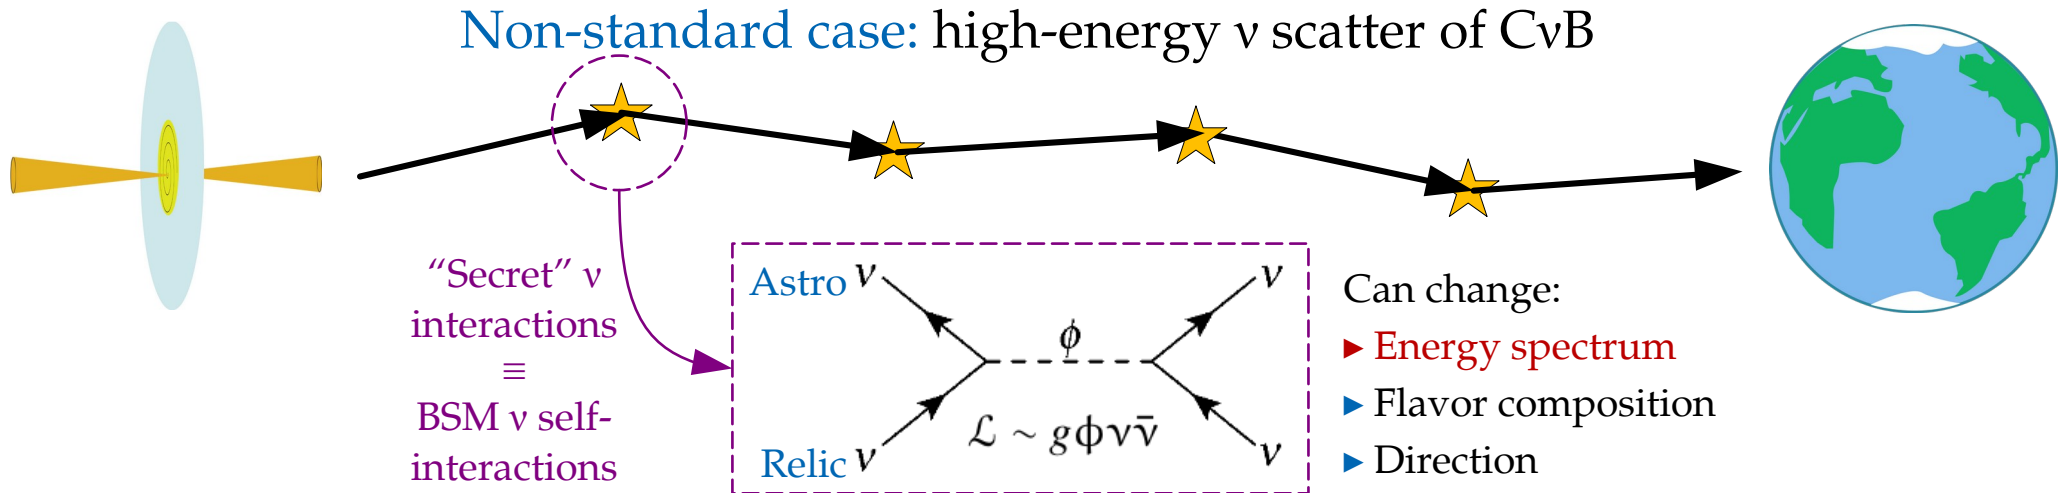 Non-standard case: high-energy ν scatter of CνB
“Secret” ν
interactions
≡
BSM ν self-
interactions
Astro ν
ν
ϕ
ℒ ~ gϕνν̄
Relic ν
ν
Can change:
▸ Energy spectrum
▸ Flavor composition
▸ Direction